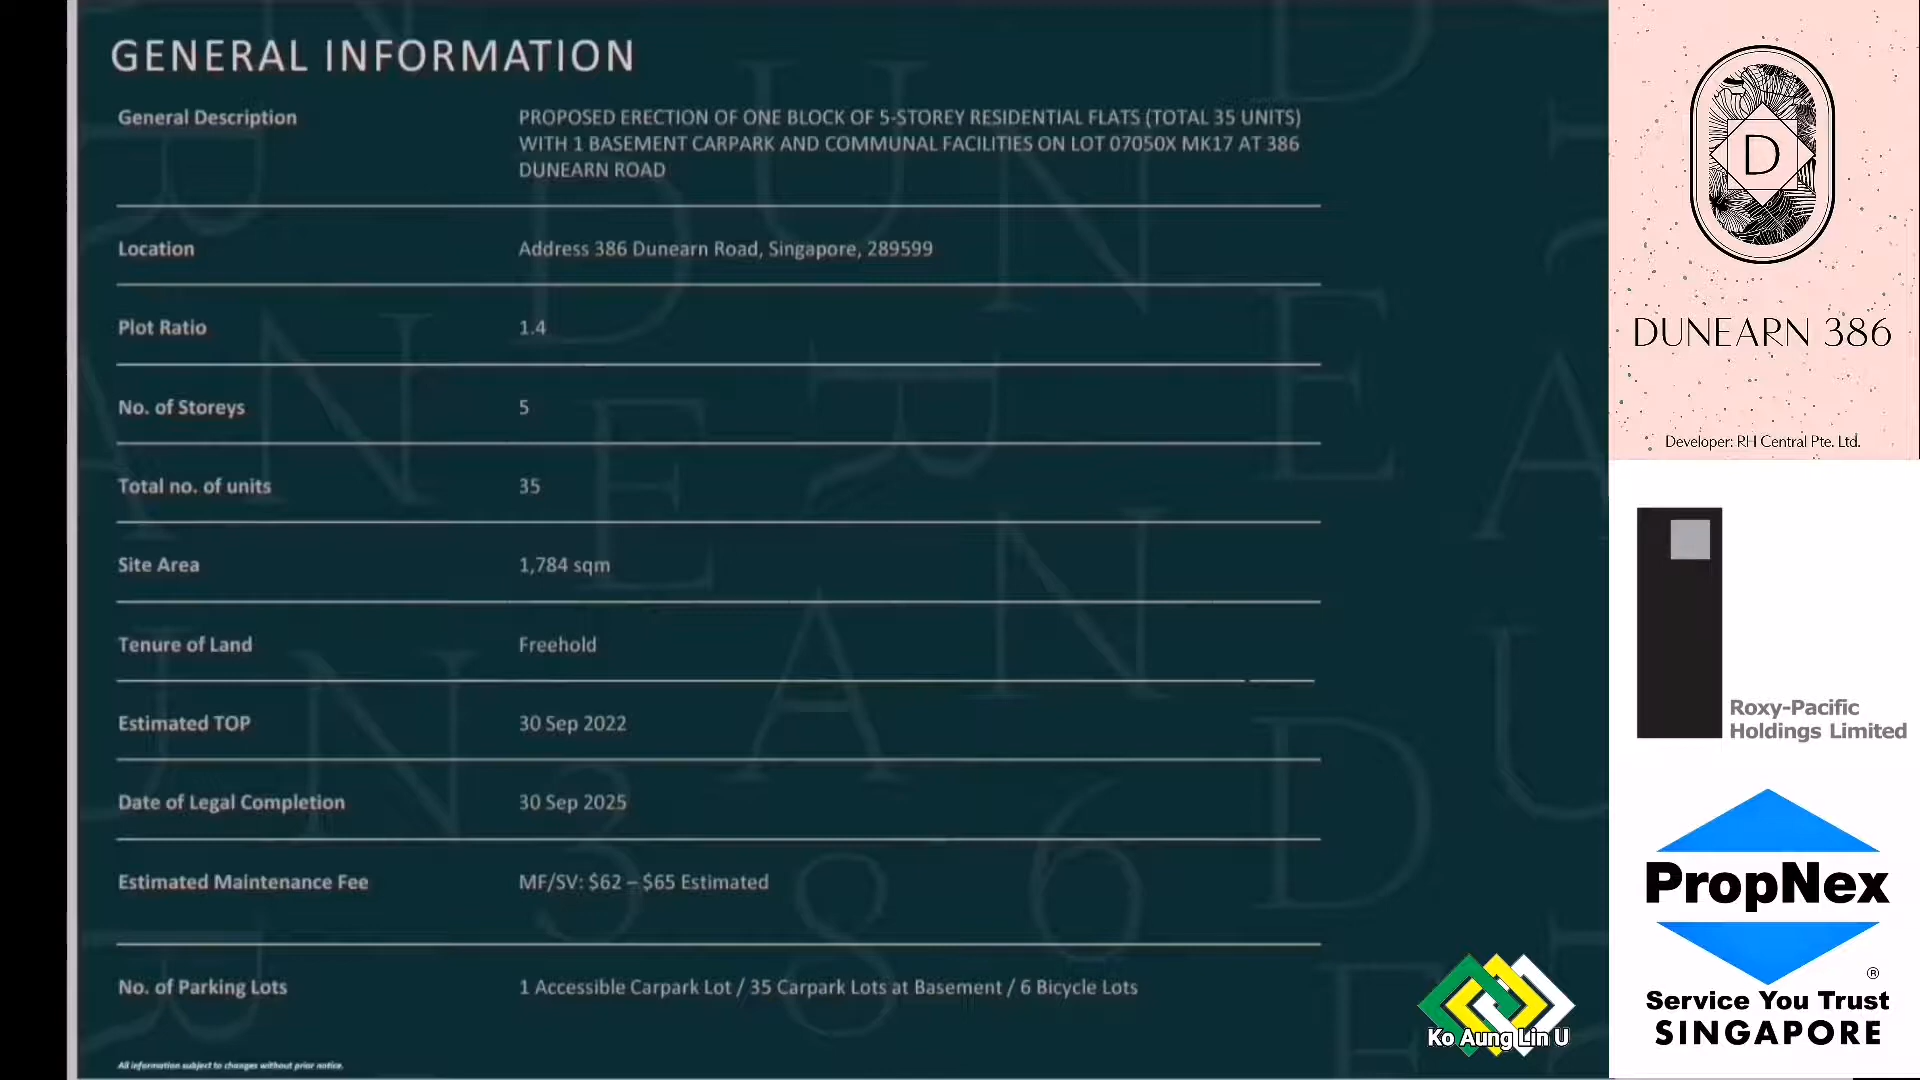 GENERAL INFORMATION
General Description
PROPOSED ERECTION OF ONE BLOCK OF 5-STOREY RESIDENTIAL FLATS (TOTAL 35 UNITS)
WITH 1 BASEMENT CARPARK AND COMMUNAL FACILITIES ON LOT 07050X MK17 AT 386
DUNEARN ROAD
Location
Address 386 Dunearn Road, Singapore, 289599
Plot Ratio
1.4
No. of Storeys
5
Total no. of units
35
Site Area
1,784 sqm
Tenure of Land
Freehold
Estimated TOP
30 Sep 2022
Date of Legal Completion
30 Sep 2025
Estimated Maintenance Fee
MF/SV: $62 – $65 Estimated
No. of Parking Lots
1 Accessible Carpark Lot / 35 Carpark Lots at Basement / 6 Bicycle Lots
All information subject to changes without prior notice.
Ko Aung Lin U
D
DUNEARN 386
Developer: RH Central Pte. Ltd.
Roxy-Pacific
Holdings Limited
PropNex
®
Service You Trust
SINGAPORE